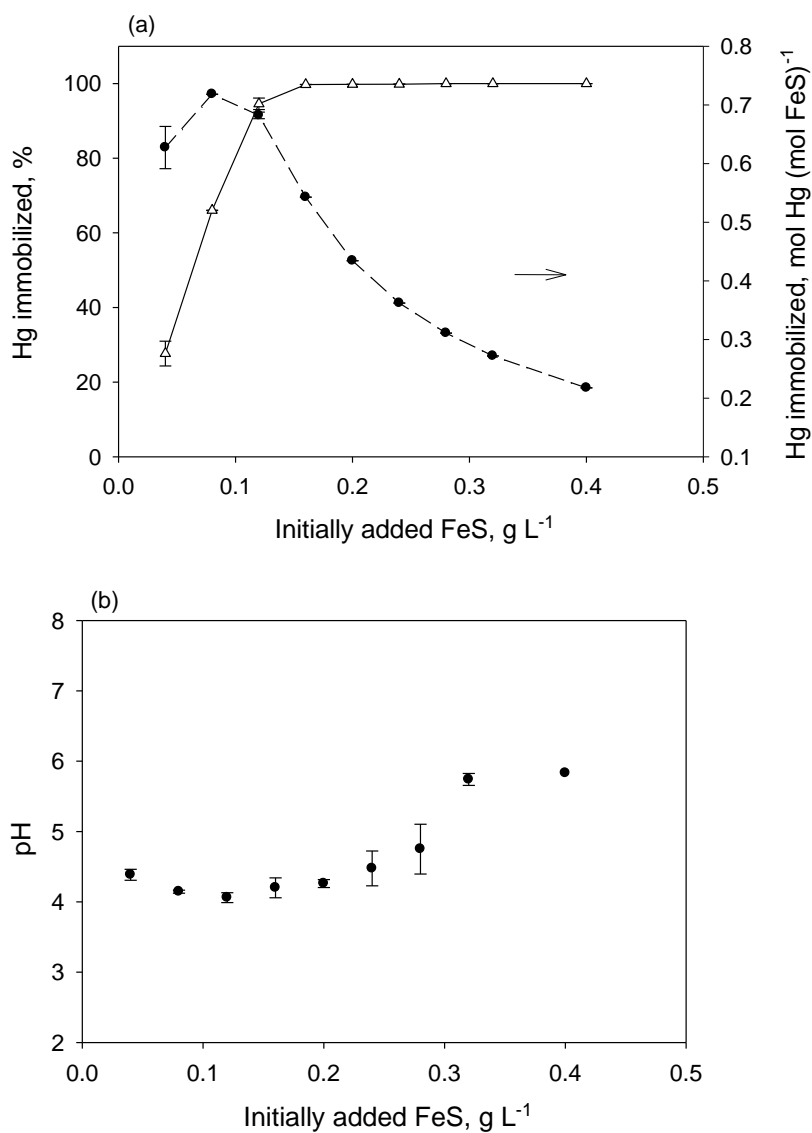 (a)
Hg immobilized, %
120
100
80
60
40
20
0
0.8
0.7
0.6
0.5
0.4
0.3
0.2
0.1
Hg immobilized, mol Hg (mol FeS)⁻¹
0.0 0.1 0.2 0.3 0.4 0.5
Initially added FeS, g L⁻¹
(b)
pH
8
7
6
5
4
3
2
0.0 0.1 0.2 0.3 0.4 0.5
Initially added FeS, g L⁻¹